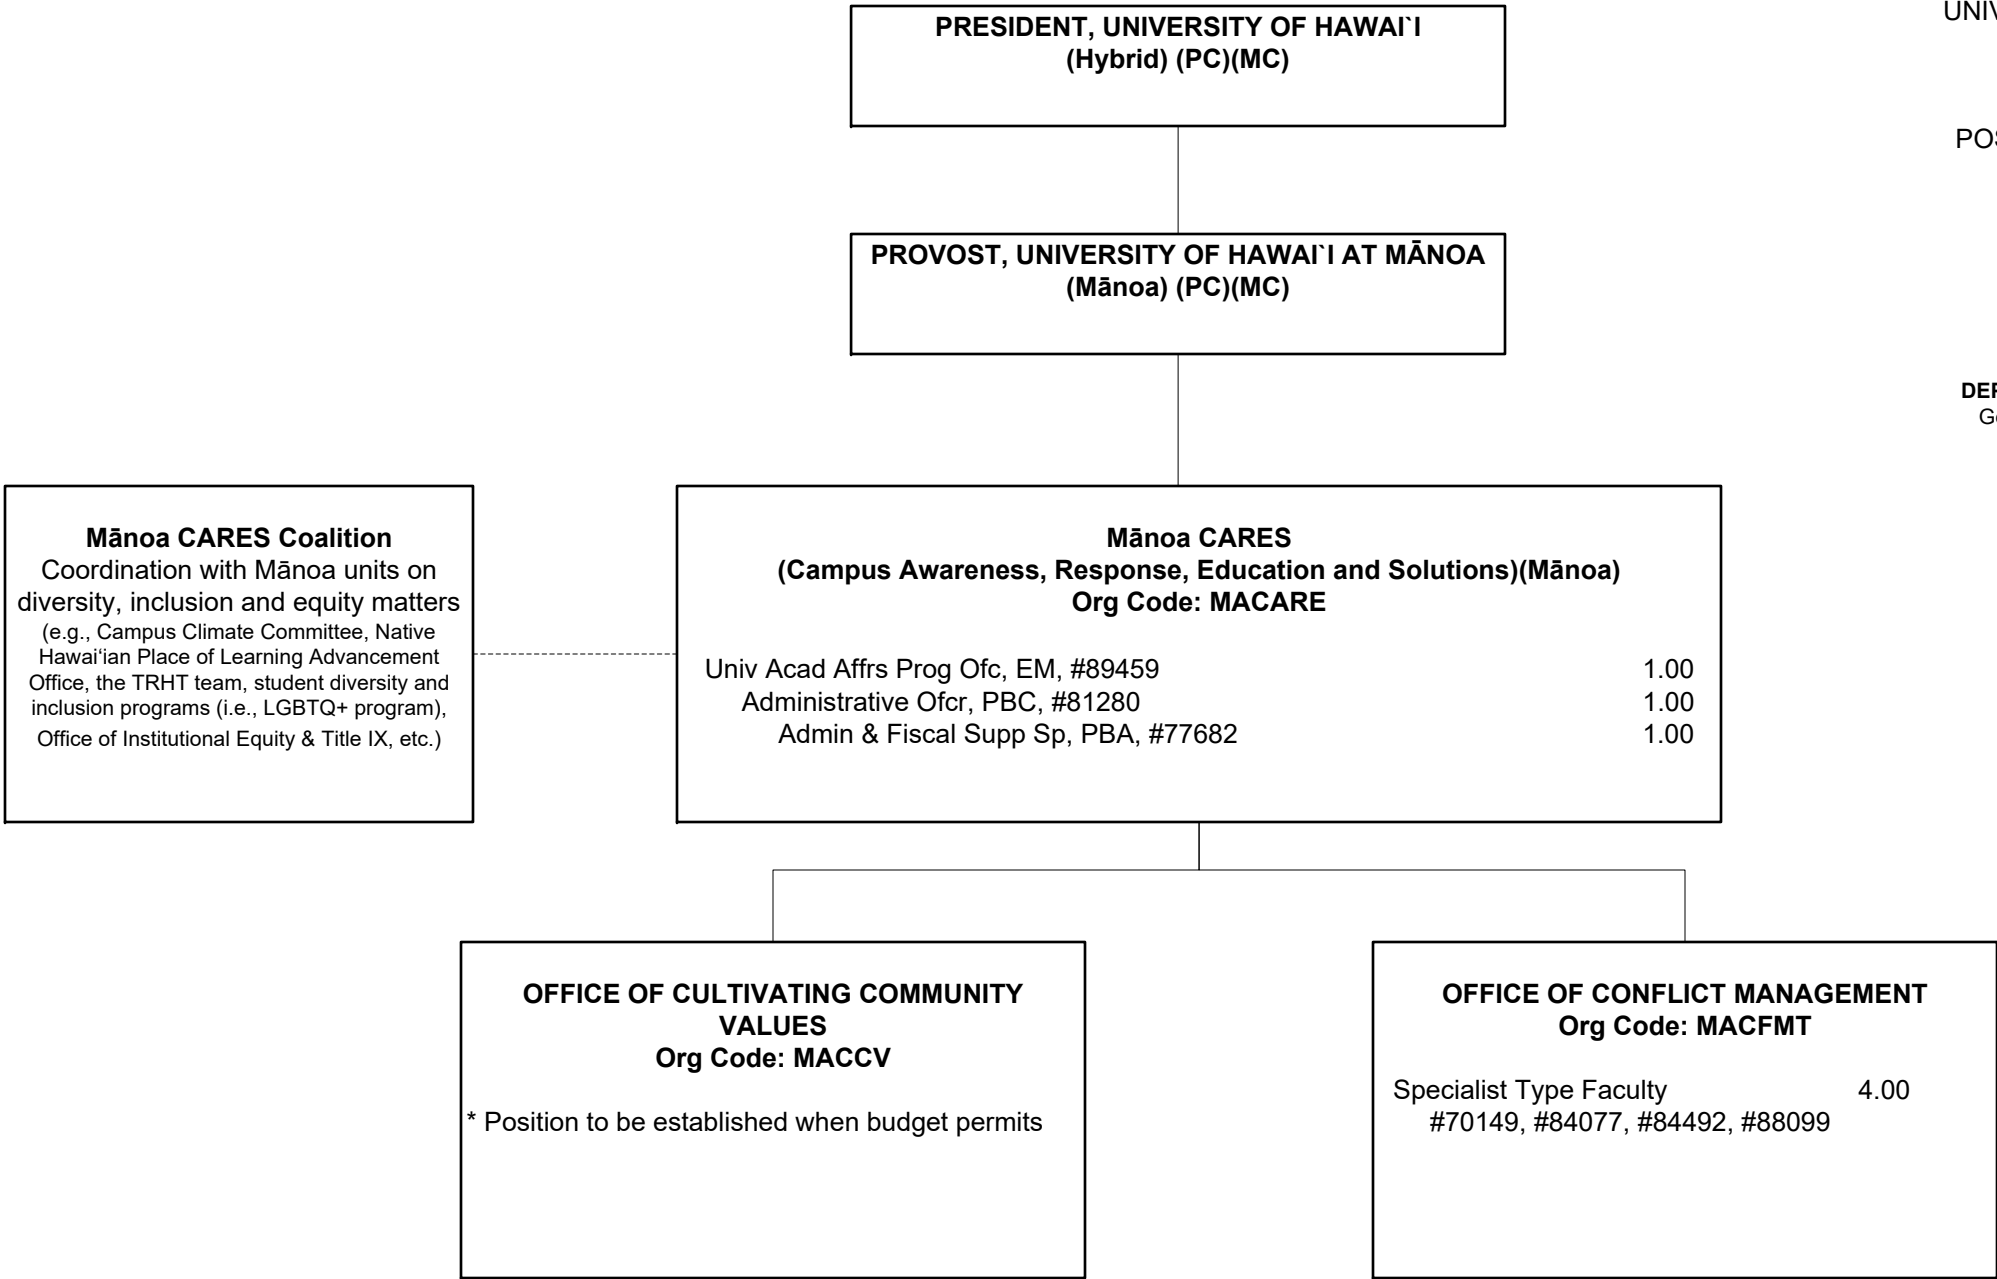 PRESIDENT, UNIVERSITY OF HAWAI`I
(Hybrid) (PC)(MC)
PROVOST, UNIVERSITY OF HAWAI`I AT MĀNOA
(Mānoa) (PC)(MC)
Mānoa CARES Coalition
Coordination with Mānoa units on
diversity, inclusion and equity matters
(e.g., Campus Climate Committee, Native
Hawai‘ian Place of Learning Advancement
Office, the TRHT team, student diversity and
inclusion programs (i.e., LGBTQ+ program),
Office of Institutional Equity & Title IX, etc.)
Mānoa CARES
(Campus Awareness, Response, Education and Solutions)(Mānoa)
Org Code: MACARE
Univ Acad Affrs Prog Ofc, EM, #89459 1.00
Administrative Ofcr, PBC, #81280 1.00
Admin & Fiscal Supp Sp, PBA, #77682 1.00
OFFICE OF CULTIVATING COMMUNITY
VALUES
Org Code: MACCV
* Position to be established when budget permits
OFFICE OF CONFLICT MANAGEMENT
Org Code: MACFMT
Specialist Type Faculty 4.00
#70149, #84077, #84492, #88099